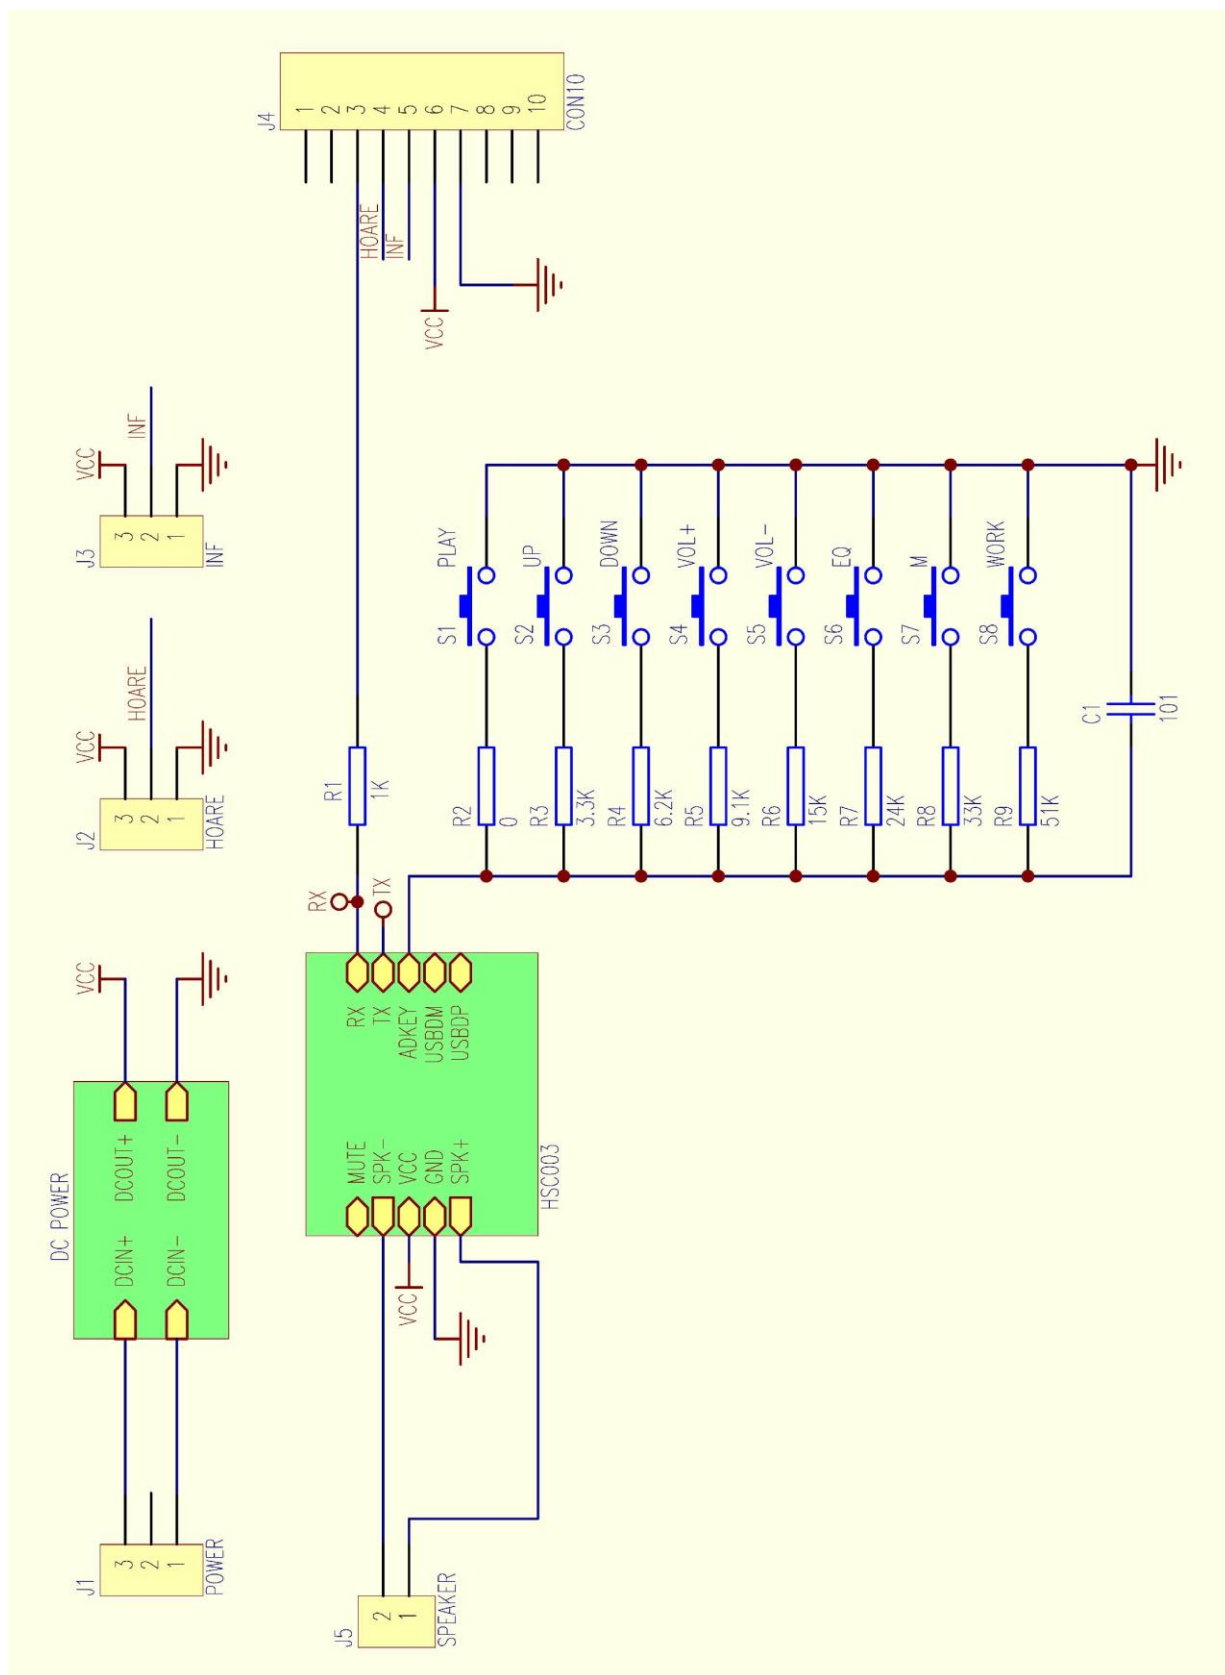 J1
3
2
1
POWER
DC POWER
DCIN+
DCOUT+
DCIN-
DCOUT-
VCC
J2
3
2
1
HOARE
VCC
HOARE
J3
3
2
1
INF
VCC
INF
J5
2
1
SPEAKER
MUTE
SPK-
VCC
GND
SPK+
RX
TX
ADKEY
USBDM
USBDP
HSC003
VCC
RX
TX
R1
1K
J4
1
2
3
4
5
6
7
8
9
10
CON10
HOARE
INF
VCC
R2
0
S1
PLAY
R3
3.3K
S2
UP
R4
6.2K
S3
DOWN
R5
9.1K
S4
VOL+
R6
15K
S5
VOL-
R7
24K
S6
EQ
R8
33K
S7
M
R9
51K
S8
WORK
C1
101